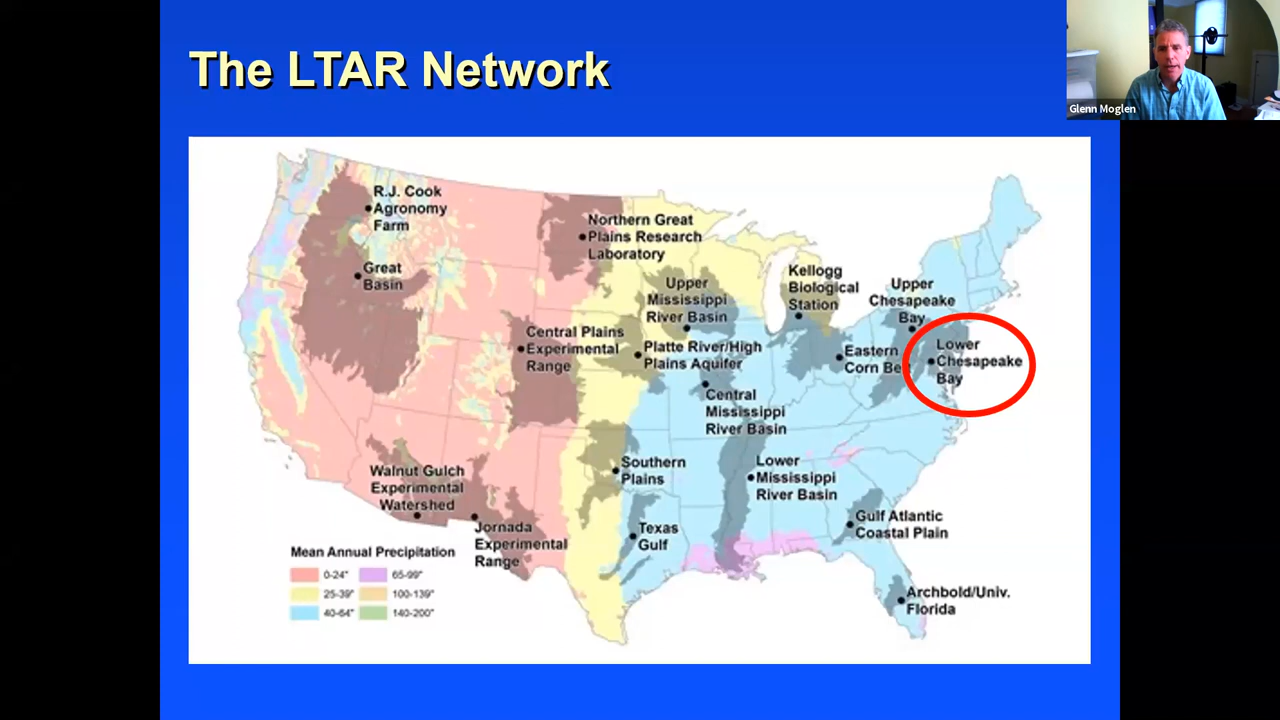 The LTAR Network
Glenn Moglen
R.J. Cook
Agronomy
Farm
Great
Basin
Northern Great
Plains Research
Laboratory
Upper
Mississippi
River Basin
Kellogg
Biological
Station
Upper
Chesapeake
Bay
Lower
Chesapeake
Bay
Central Plains
Experimental
Range
Platte River/High
Plains Aquifer
Eastern
Corn Be
Central
Mississippi
River Basin
Walnut Gulch
Experimental
Watershed
Southern
Plains
Lower
Mississippi
River Basin
Jornada
Experimental
Range
Texas
Gulf
Gulf Atlantic
Coastal Plain
Archbold/Univ.
Florida
Mean Annual Precipitation
0-24" 65-99"
25-39" 100-139"
40-64" 140-200"